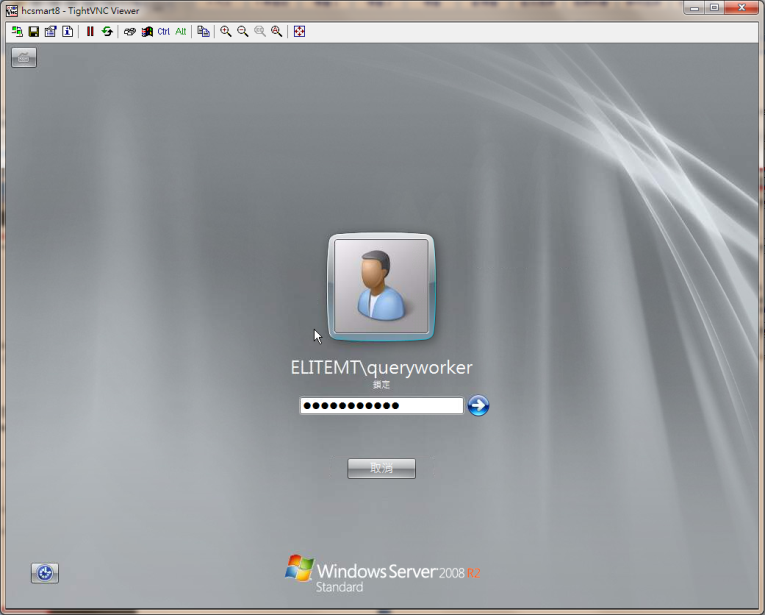 hcsmart8 - TightVNC Viewer
Ctrl Alt
ELITEMT\queryworker
鎖定
取消
Windows Server 2008 R2
Standard